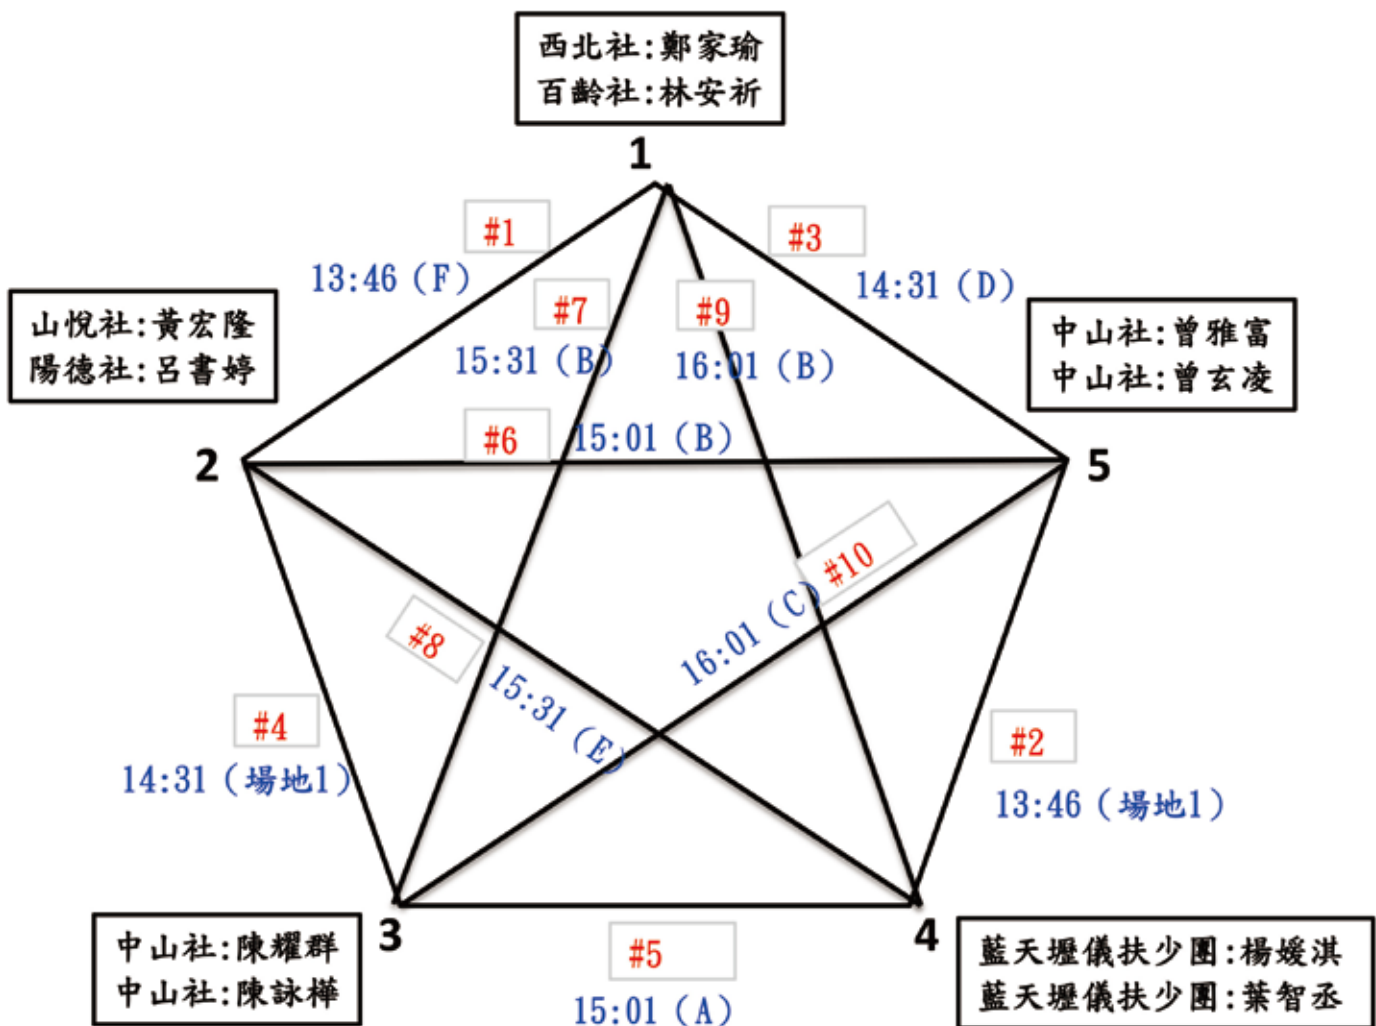 西北社:鄭家瑜
百齡社:林安祈
1
#1
#3
13:46（F）
#7
#9
14:31（D）
山悅社:黃宏隆
陽德社:呂書婷
中山社:曾雅富
中山社:曾玄凌
15:31（B）
16:01（B）
#6
15:01（B）
2
5
#10
#8
16:01（C）
15:31（E）
#4
#2
14:31（場地1）
13:46（場地1）
中山社:陳耀群
中山社:陳詠樺
3
4
藍天壢儀扶少團:楊媛淇
藍天壢儀扶少團:葉智丞
#5
15:01（A）